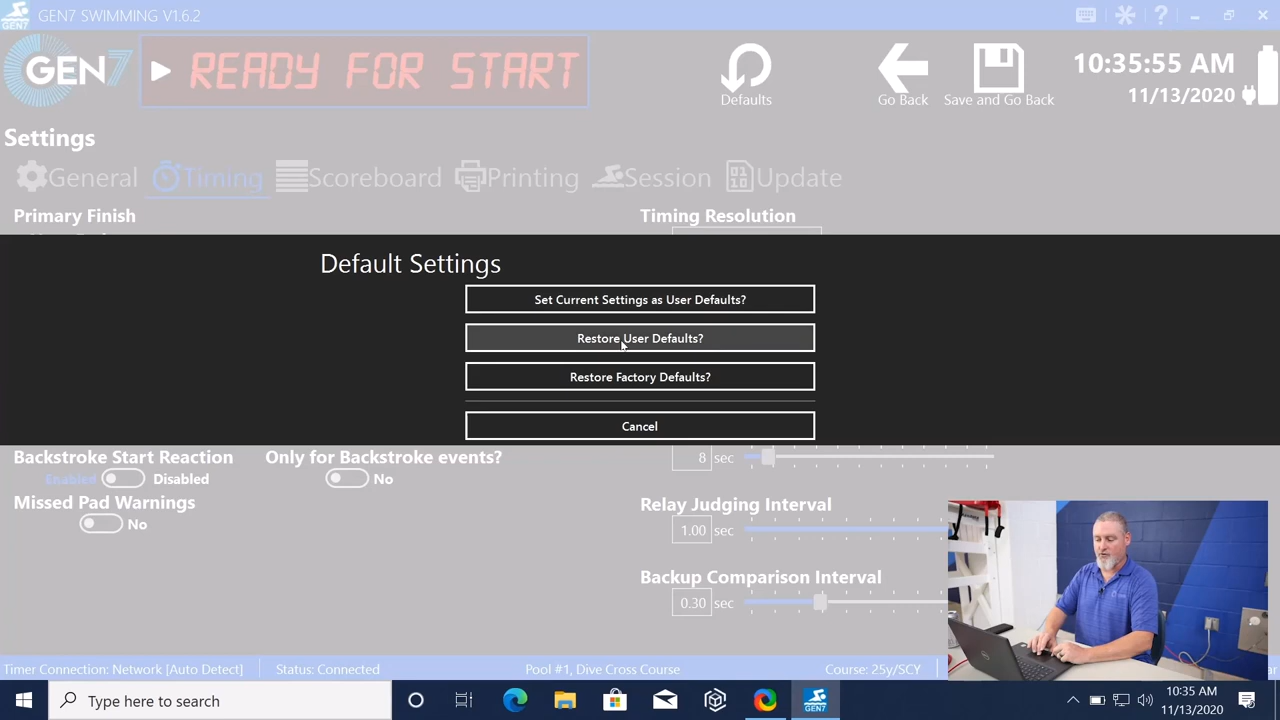 GEN7 SWIMMING V1.6.2
GEN7
READY FOR START
Defaults
Go Back
Save and Go Back
10:35:55 AM
11/13/2020
Settings
General
Timing
Scoreboard
Printing
Session
Update
Primary Finish
Timing Resolution
Default Settings
Set Current Settings as User Defaults?
Restore User Defaults?
Restore Factory Defaults?
Cancel
Backstroke Start Reaction
Enabled Disabled
Only for Backstroke events?
No
8 sec
Missed Pad Warnings
No
Relay Judging Interval
1.00 sec
Backup Comparison Interval
0.30 sec
Timer Connection: Network [Auto Detect]
Status: Connected
Pool #1, Dive Cross Course
Course: 25y/SCY
Type here to search
GEN7
10:35 AM
11/13/2020